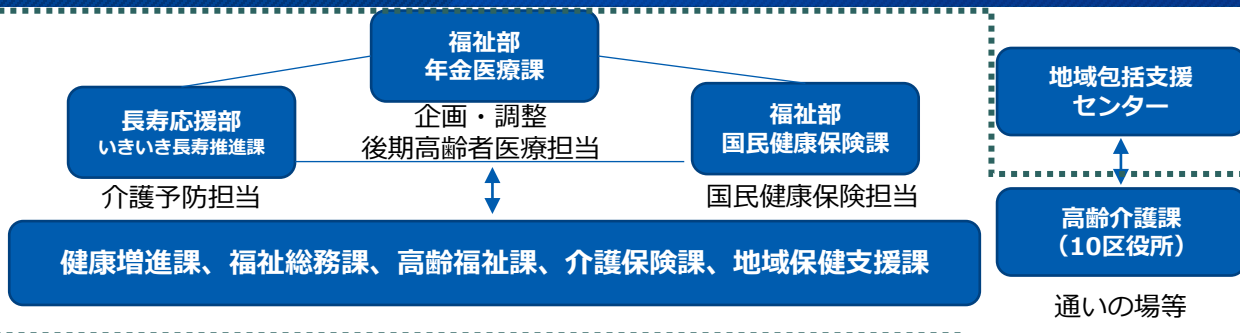 福祉部
年金医療課
企画・調整
後期高齢者医療担当
長寿応援部
いきいき長寿推進課
介護予防担当
福祉部
国民健康保険課
国民健康保険担当
健康増進課、福祉総務課、高齢福祉課、介護保険課、地域保健支援課
地域包括支援
センター
高齢介護課
（10区役所）
通いの場等